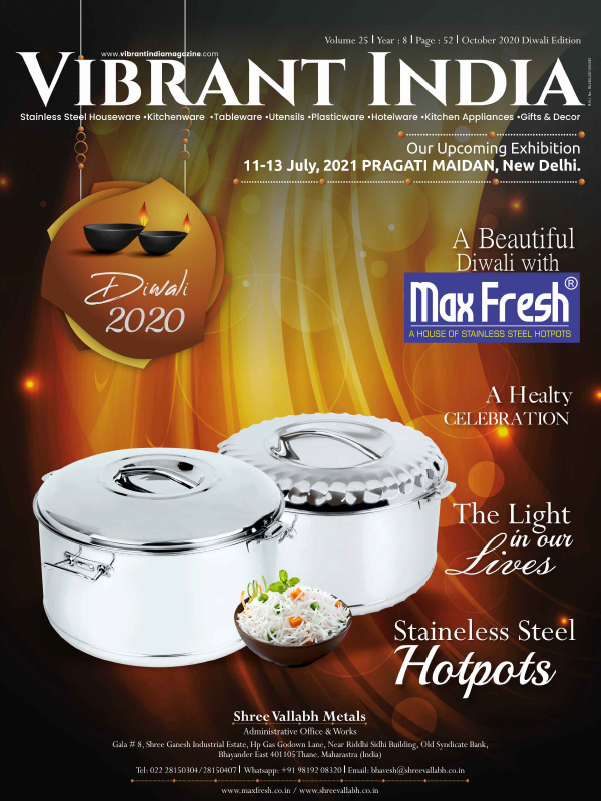 Volume 25 | Year : 8 | Page : 52 | October 2020 Diwali Edition
www.vibrantindiamagazine.com
VIBRANT INDIA
Stainless Steel Houseware •Kitchenware •Tableware •Utensils •Plasticware •Hotelware •Kitchen Appliances •Gifts & Decor
Our Upcoming Exhibition
11-13 July, 2021 PRAGATI MAIDAN, New Delhi.
Diwali
2020
A Beautiful
Diwali with
Max Fresh®
A HOUSE OF STAINLESS STEEL HOTPOTS
A Healty
CELEBRATION
The Light
in our
Lives
Staineless Steel
Hotpots
Shree Vallabh Metals
Administrative Office & Works
Gala # 8, Shree Ganesh Industrial Estate, Hp Gas Godown Lane, Near Riddhi Sidhi Building, Old Syndicate Bank,
Bhayander East 401105 Thane. Maharastra (India)
Tel: 022 28150304/28150407 | Whatsapp: +91 98192 08320 | Email: bhavesh@shreevallabh.co.in
www.maxfresh.co.in / www.shreevallabh.co.in